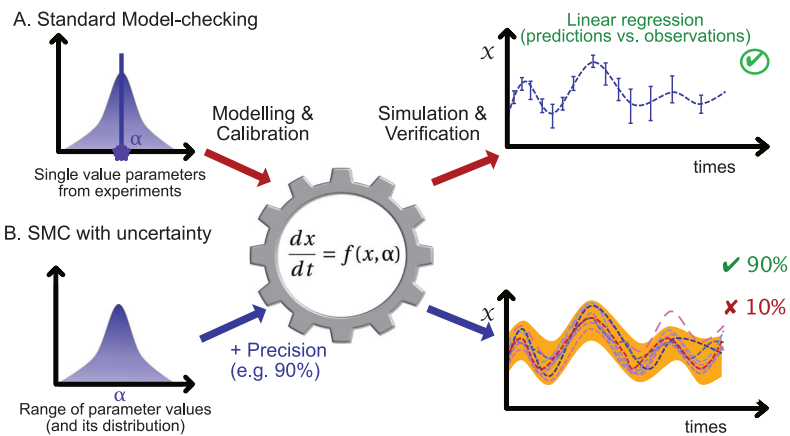 A. Standard Model-checking
α
Single value parameters
from experiments
Modelling &
Calibration
Simulation &
Verification
Linear regression
(predictions vs. observations)
x
times
dx
dt
= f(x,α)
B. SMC with uncertainty
α
Range of parameter values
(and its distribution)
+ Precision
(e.g. 90%)
x
times
✔ 90%
✘ 10%